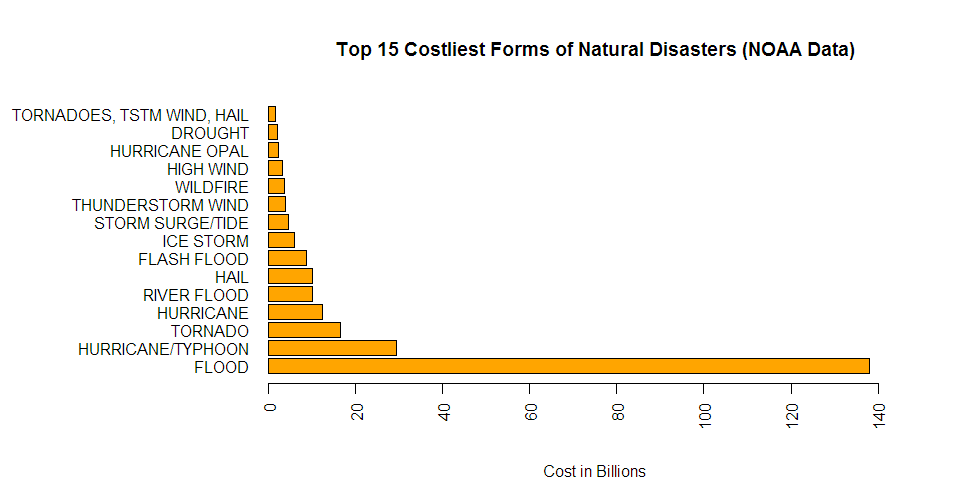 Top 15 Costliest Forms of Natural Disasters (NOAA Data)
TORNADOES, TSTM WIND, HAIL
DROUGHT
HURRICANE OPAL
HIGH WIND
WILDFIRE
THUNDERSTORM WIND
STORM SURGE/TIDE
ICE STORM
FLASH FLOOD
HAIL
RIVER FLOOD
HURRICANE
TORNADO
HURRICANE/TYPHOON
FLOOD
0 20 40 60 80 100 120 140
Cost in Billions